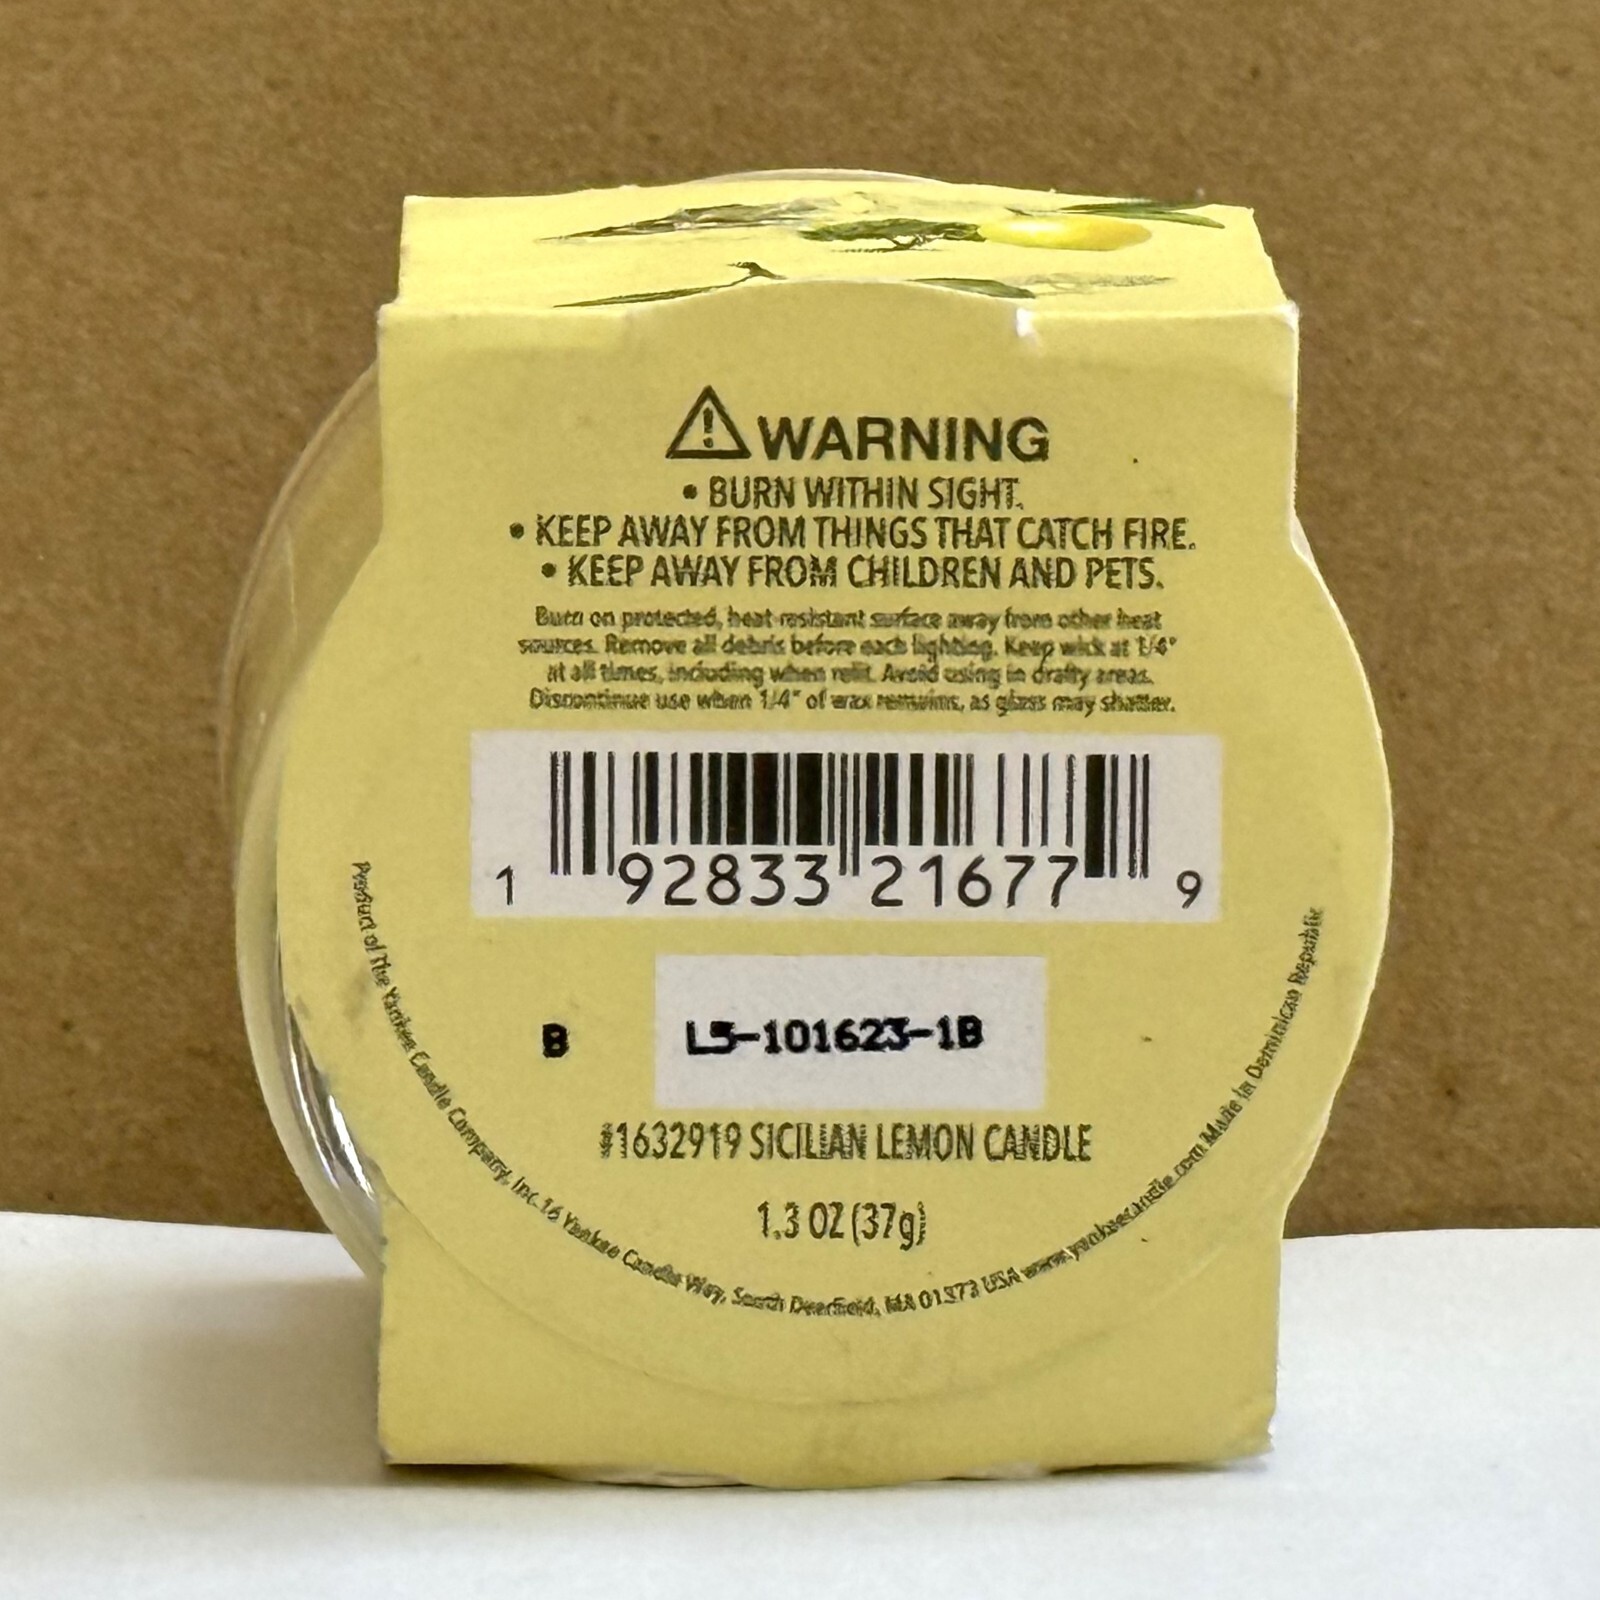 WARNING
• BURN WITHIN SIGHT.
• KEEP AWAY FROM THINGS THAT CATCH FIRE.
• KEEP AWAY FROM CHILDREN AND PETS.
Burn on protected, heat-resistant surface away from other heat
sources. Remove all debris before each lighting. Keep wick at 1/4"
at all times, including when relit. Avoid using in drafty areas.
Discontinue use when 1/4" of wax remains, as glass may shatter.
1 92833 21677 9
B L5-101623-1B
#1632919 SICILIAN LEMON CANDLE
1.3 OZ (37g)
Product of The Yankee Candle Company, Inc. 16 Yankee Candle Way, South Deerfield, MA 01373 USA www.yankeecandle.com Made in Dominican Republic